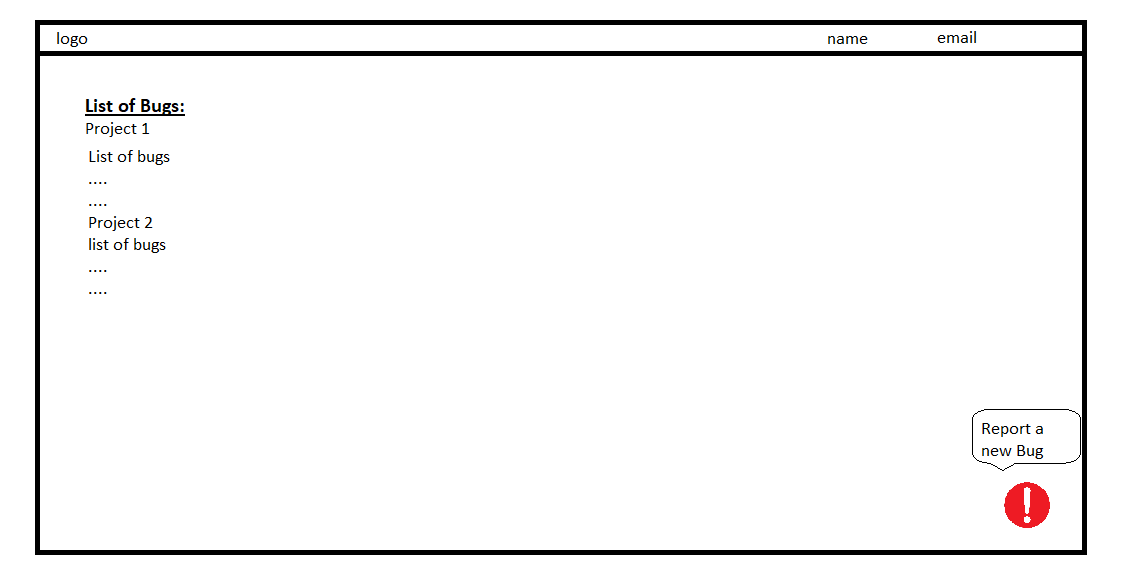 logo name email
List of Bugs:
Project 1
List of bugs
....
....
Project 2
list of bugs
....
....
Report a
new Bug
!